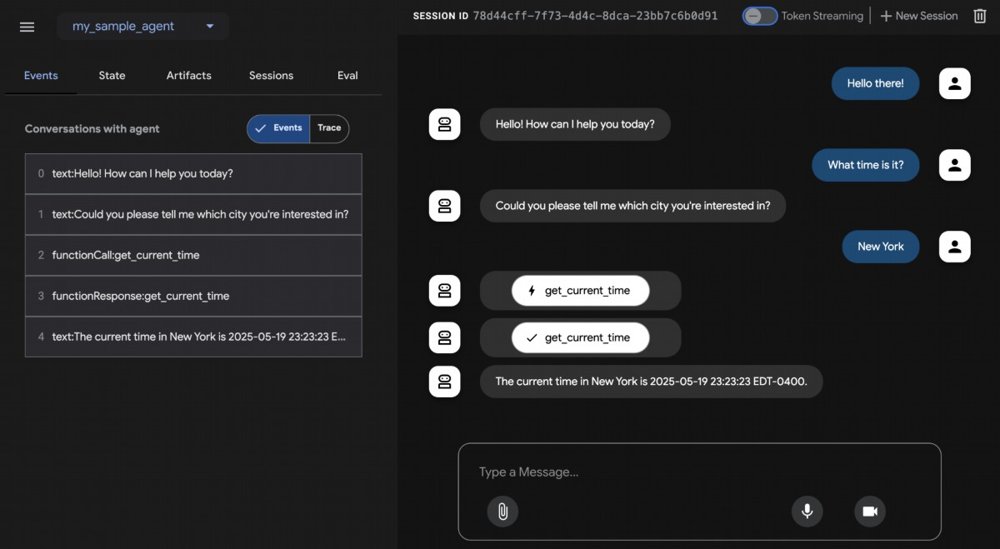 my_sample_agent
SESSION ID 78d44cff-7f73-4d4c-8dca-23bb7c6b0d91
Token Streaming
New Session
Events
State
Artifacts
Sessions
Eval
Conversations with agent
Events
Trace
0 text:Hello! How can I help you today?
1 text:Could you please tell me which city you're interested in?
2 functionCall:get_current_time
3 functionResponse:get_current_time
4 text:The current time in New York is 2025-05-19 23:23:23 E...
Hello there!
Hello! How can I help you today?
What time is it?
Could you please tell me which city you're interested in?
New York
get_current_time
get_current_time
The current time in New York is 2025-05-19 23:23:23 EDT-0400.
Type a Message...